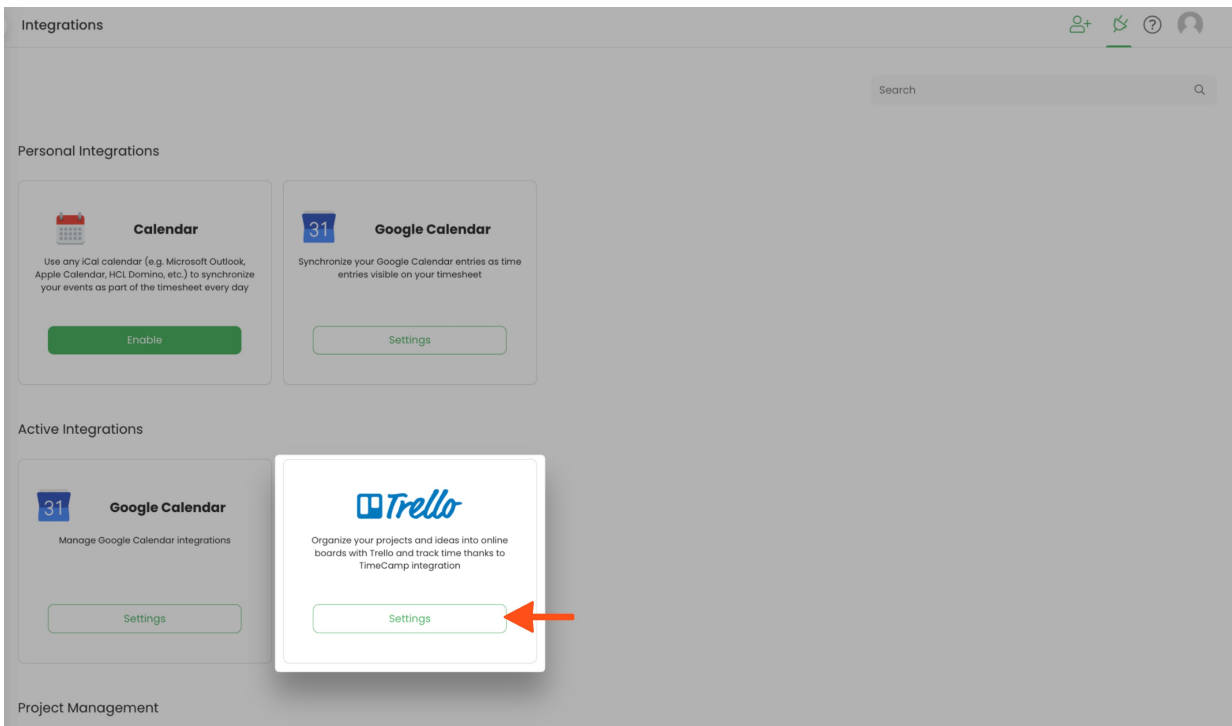 Integrations
Search
Personal Integrations
Calendar
Use any iCal calendar (e.g. Microsoft Outlook,
Apple Calendar, HCL Domino, etc.) to synchronize
your events as part of the timesheet every day
Enable
31
Google Calendar
Synchronize your Google Calendar entries as time
entries visible on your timesheet
Settings
Active Integrations
31
Google Calendar
Manage Google Calendar integrations
Settings
Trello
Organize your projects and ideas into online
boards with Trello and track time thanks to
TimeCamp integration
Settings
Project Management